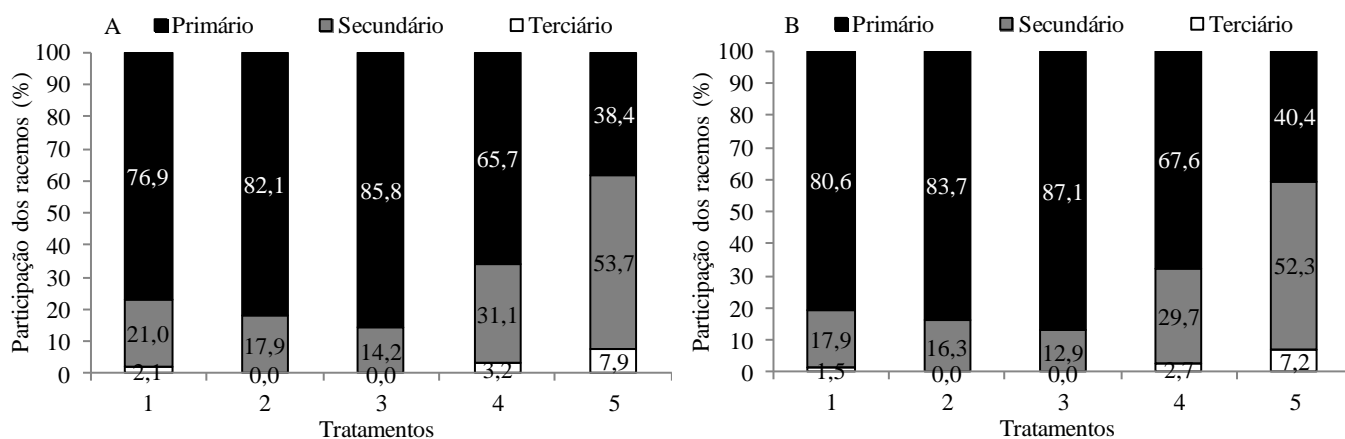 A Primário Secundário Terciário
Participação dos racemos (%)
100
90
80
70
60
50
40
30
20
10
0
76,9 82,1 85,8 65,7 38,4
21,0 17,9 14,2 31,1 53,7
2,1 0,0 0,0 3,2 7,9
1 2 3 4 5
Tratamentos
B Primário Secundário Terciário
Participação dos racemos (%)
100
90
80
70
60
50
40
30
20
10
0
80,6 83,7 87,1 67,6 40,4
17,9 16,3 12,9 29,7 52,3
1,5 0,0 0,0 2,7 7,2
1 2 3 4 5
Tratamentos